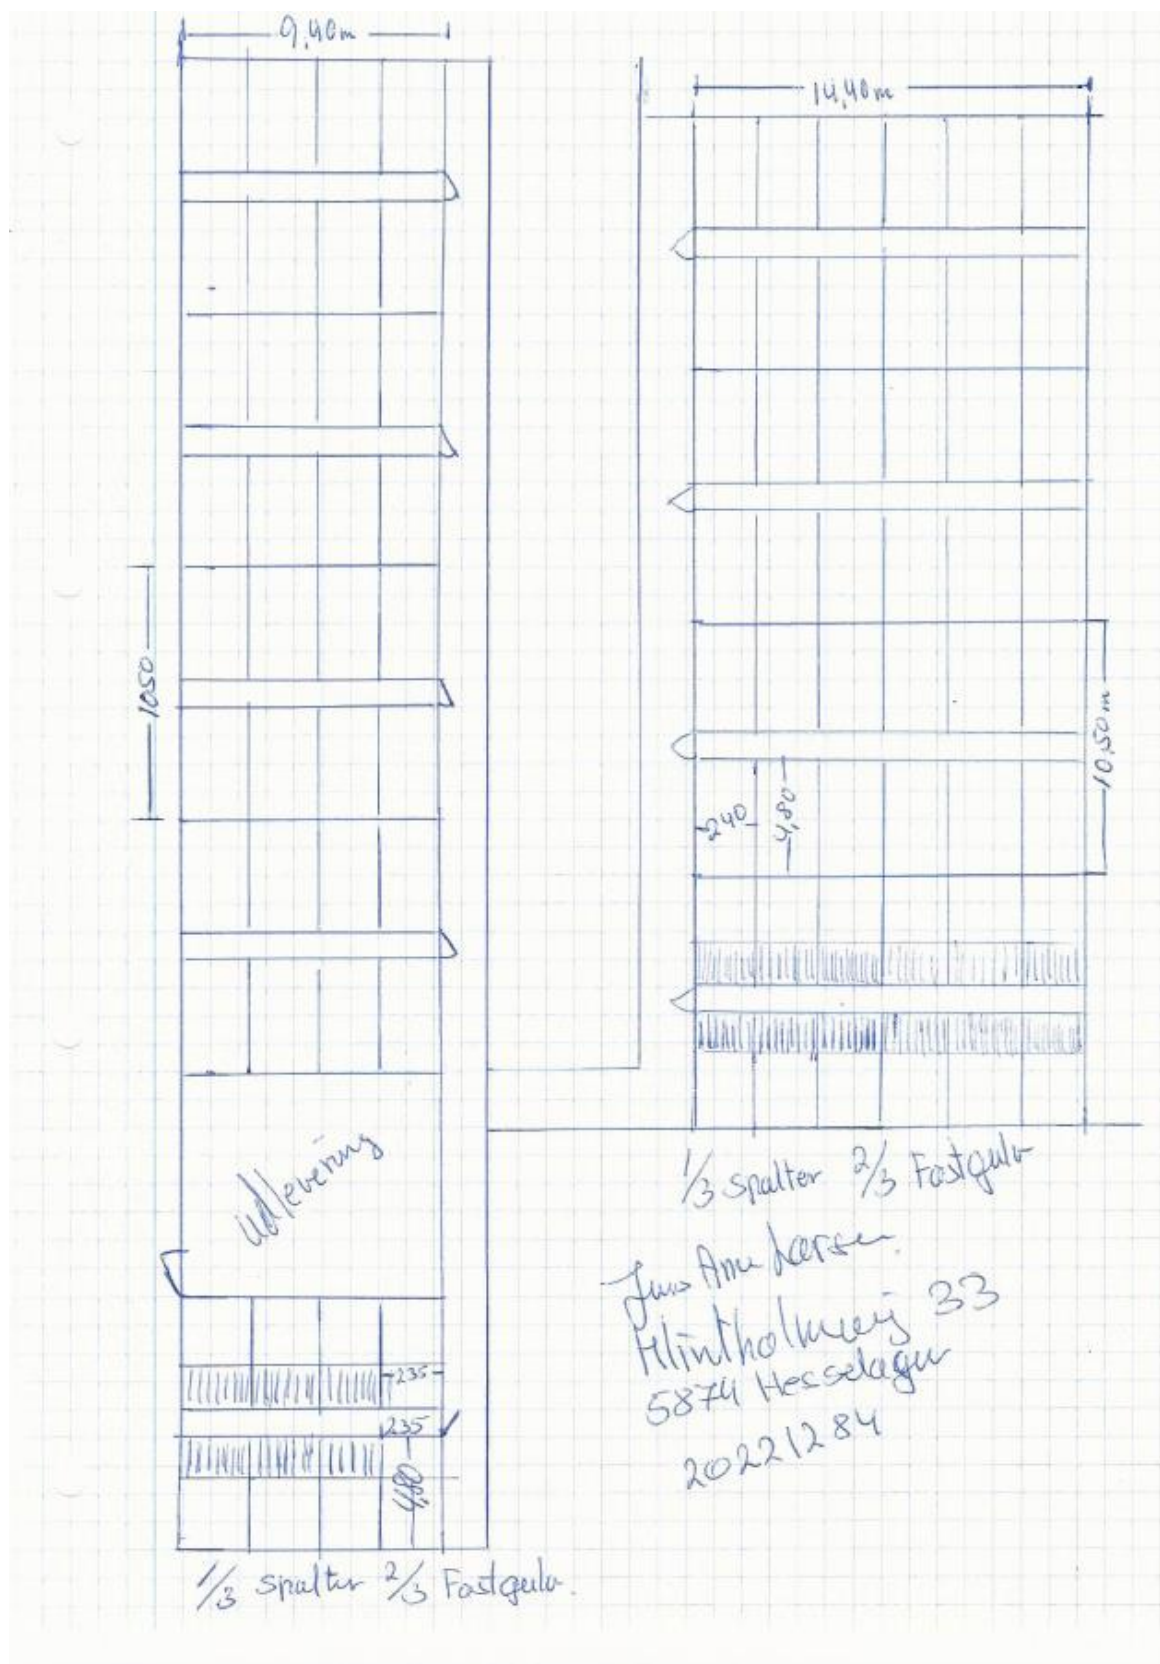 9,40m
14,40m
1050
10,50m
240
4,80
udlevering
1/3 spalter 2/3 Fastgulv
Larsen
33
5874 Hesselager
20221284
235
235
4,80
1/3 spalter 2/3 Fastgulv.